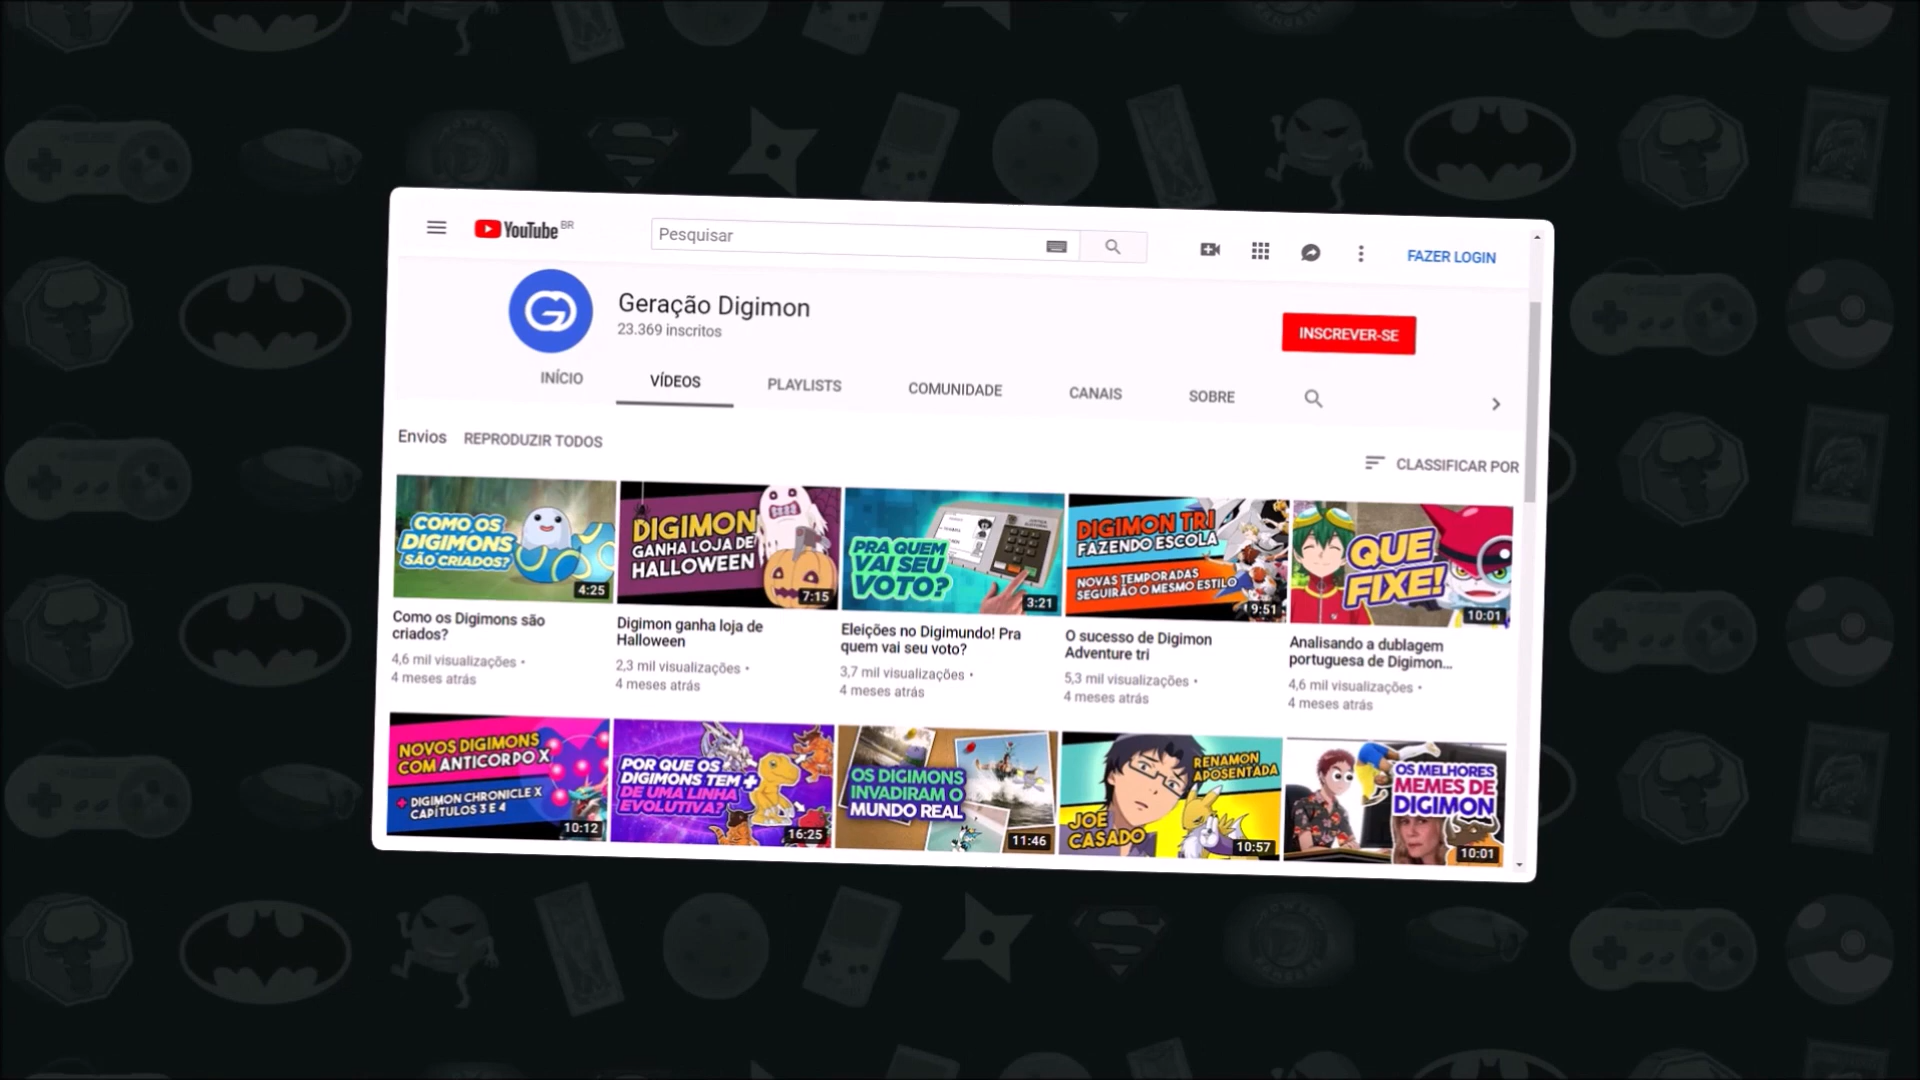 YouTube BR
Pesquisar
FAZER LOGIN
Geração Digimon
23.369 inscritos
INSCREVER-SE
INÍCIO
VÍDEOS
PLAYLISTS
COMUNIDADE
CANAIS
SOBRE
Envios
REPRODUZIR TODOS
CLASSIFICAR POR
COMO OS
DIGIMONS
SÃO CRIADOS?
4:25
DIGIMON
GANHA LOJA DE
HALLOWEEN
7:15
PRA QUEM
VAI SEU
VOTO?
3:21
DIGIMON TRI
FAZENDO ESCOLA
NOVAS TEMPORADAS
SEGUIRÃO O MESMO ESTILO
9:51
QUE
FIXE!
10:01
Como os Digimons são
criados?
4,6 mil visualizações •
4 meses atrás
Digimon ganha loja de
Halloween
2,3 mil visualizações •
4 meses atrás
Eleições no Digimundo! Pra
quem vai seu voto?
3,7 mil visualizações •
4 meses atrás
O sucesso de Digimon
Adventure tri
5,3 mil visualizações •
4 meses atrás
Analisando a dublagem
portuguesa de Digimon...
4,6 mil visualizações •
4 meses atrás
NOVOS DIGIMONS
COM ANTICORPO X
+ DIGIMON CHRONICLE X
CAPÍTULOS 3 E 4
10:12
POR QUE OS
DIGIMONS TEM +
DE UMA LINHA
EVOLUTIVA?
16:25
OS DIGIMONS
INVADIRAM O
MUNDO REAL
11:46
RENAMON
APOSENTADA
JOE
CASADO
10:57
OS MELHORES
MEMES DE
DIGIMON
10:01